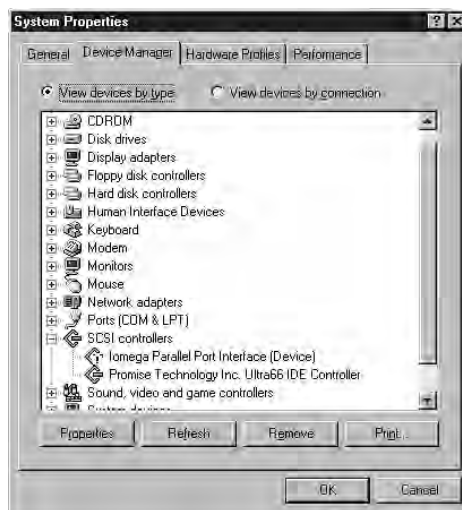 System Properties
General Device Manager Hardware Profiles Performance
View devices by type View devices by connection
CDROM
Disk drives
Display adapters
Floppy disk controllers
Hard disk controllers
Human Interface Devices
Keyboard
Modem
Monitors
Mouse
Network adapters
Ports (COM & LPT)
SCSI controllers
Iomega Parallel Port Interface (Device)
Promise Technology Inc. Ultra66 IDE Controller
Sound, video and game controllers
System devices
Properties Refresh Remove Print...
OK Cancel